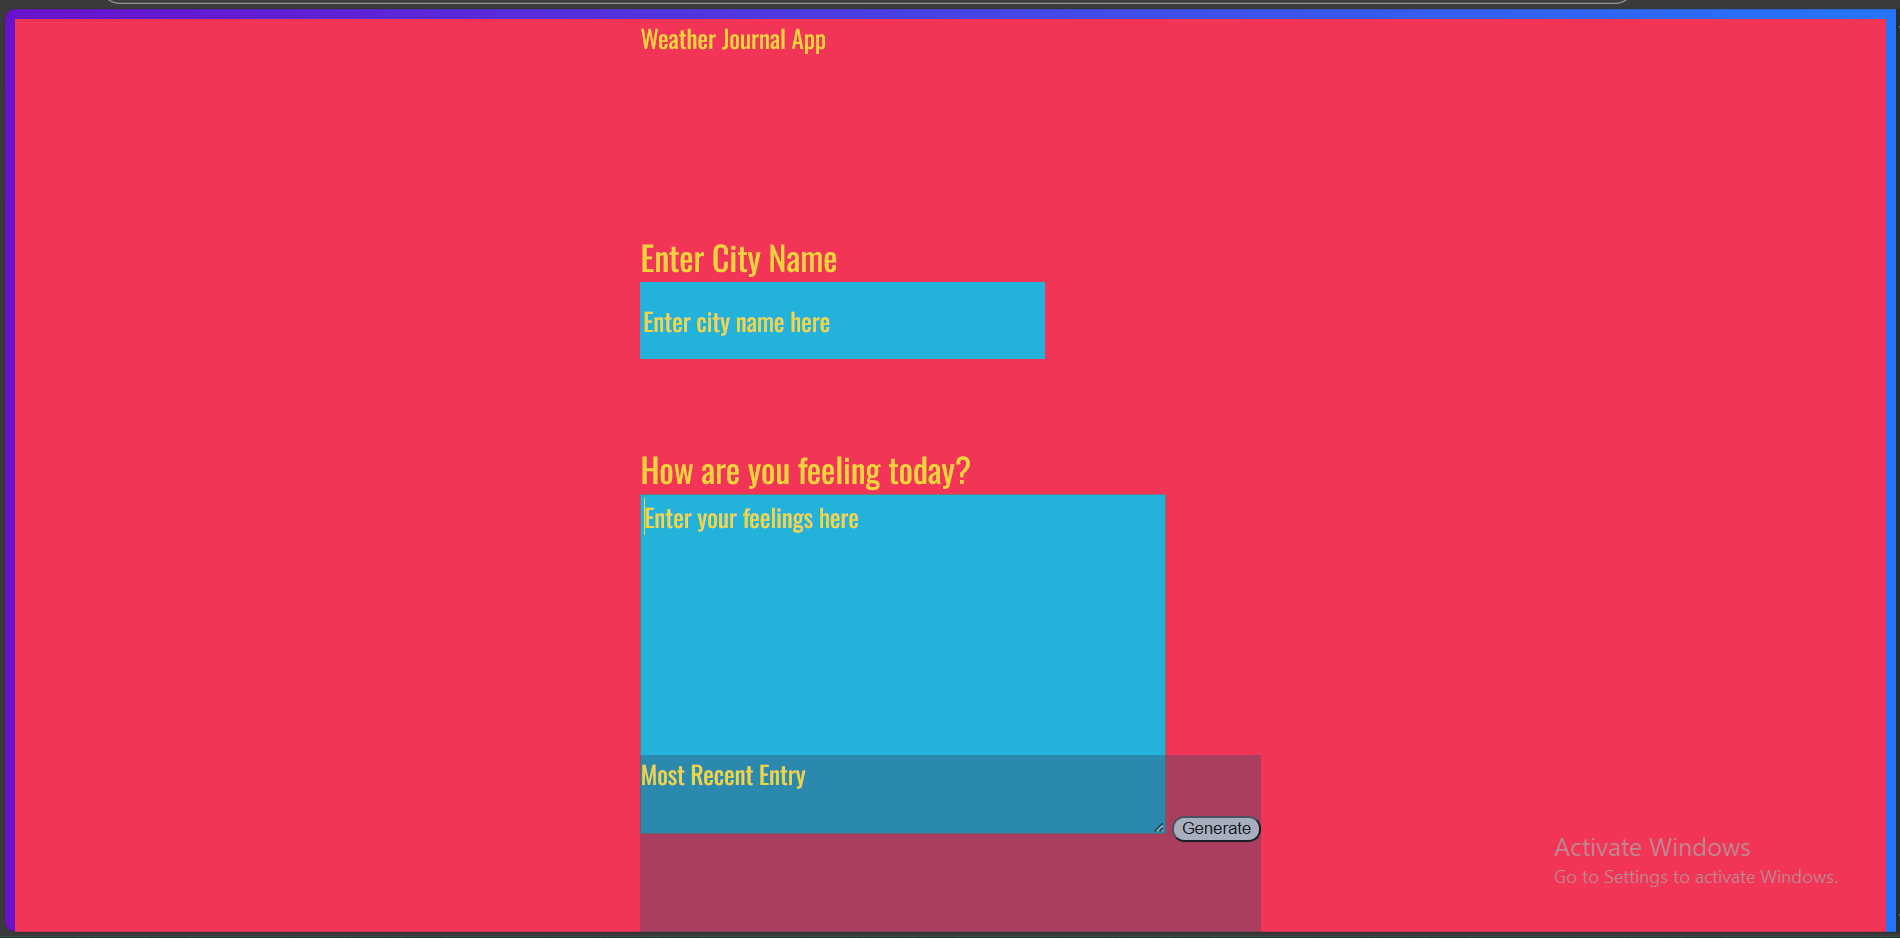 Weather Journal App
Enter City Name
Enter city name here
How are you feeling today?
Enter your feelings here
Most Recent Entry
Generate
Activate Windows
Go to Settings to activate Windows.